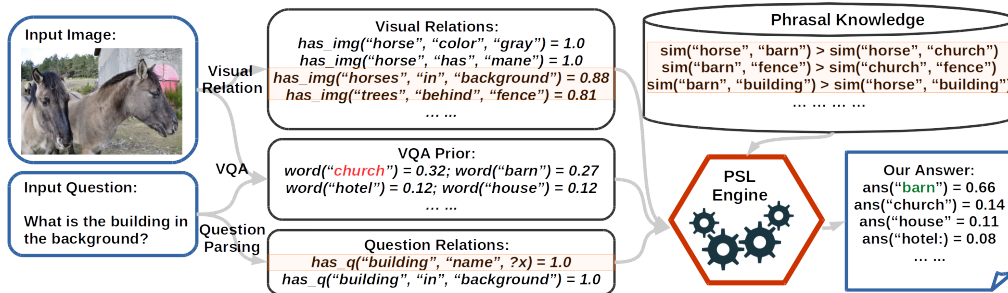 Input Image:
Visual
Relation
VQA
Input Question:
What is the building in
the background?
Question
Parsing
Visual Relations:
has_img(“horse”, “color”, “gray”) = 1.0
has_img(“horse”, “has”, “mane”) = 1.0
has_img(“horses”, “in”, “background”) = 0.88
has_img(“trees”, “behind”, “fence”) = 0.81
... ...
VQA Prior:
word(“church”) = 0.32; word(“barn”) = 0.27
word(“hotel”) = 0.12; word(“house”) = 0.12
... ...
Question Relations:
has_q(“building”, “name”, ?x) = 1.0
has_q(“building”, “in”, “background”) = 1.0
Phrasal Knowledge
sim(“horse”, “barn”) > sim(“horse”, “church”)
sim(“barn”, “fence”) > sim(“church”, “fence”)
sim(“barn”, “building”) > sim(“horse”, “building”)
... ... ... ...
PSL
Engine
Our Answer:
ans(“barn”) = 0.66
ans(“church”) = 0.14
ans(“house” = 0.11
ans(“hotel:) = 0.08
... ...